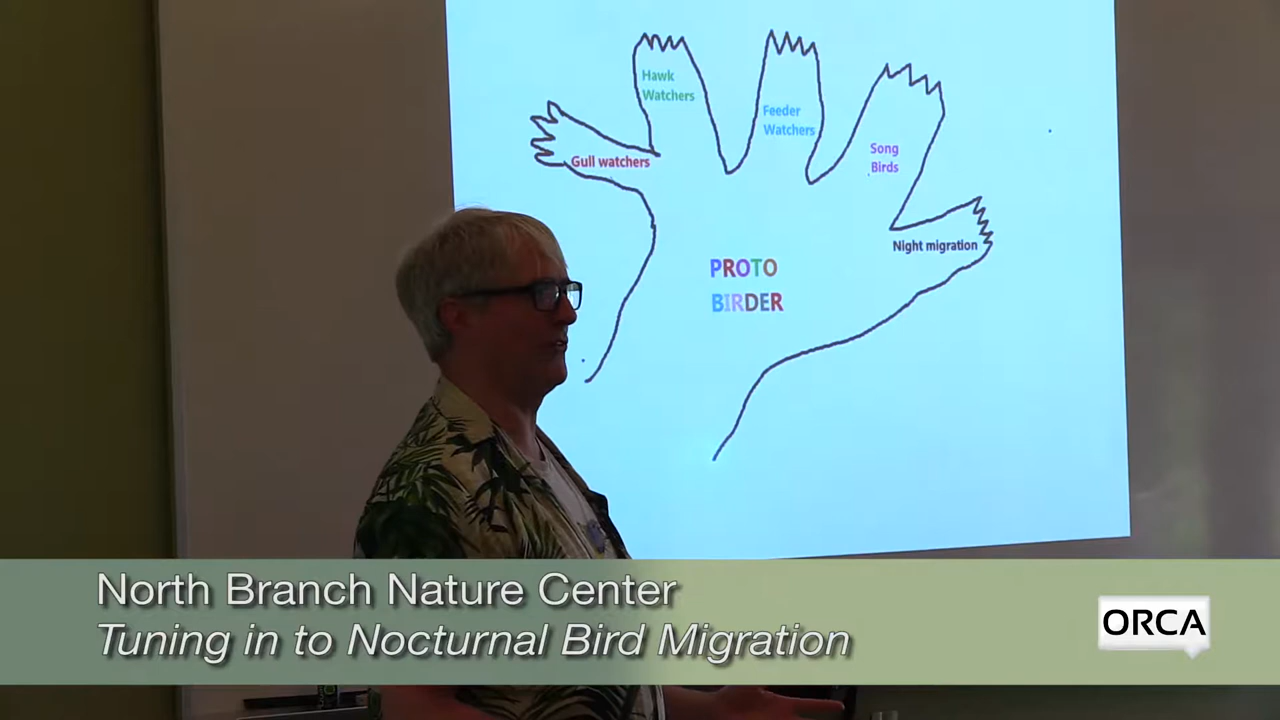 Hawk
Watchers
Feeder
Watchers
Song
Birds
Gull watchers
Night migration
PROTO
BIRDER
North Branch Nature Center
Tuning in to Nocturnal Bird Migration
ORCA